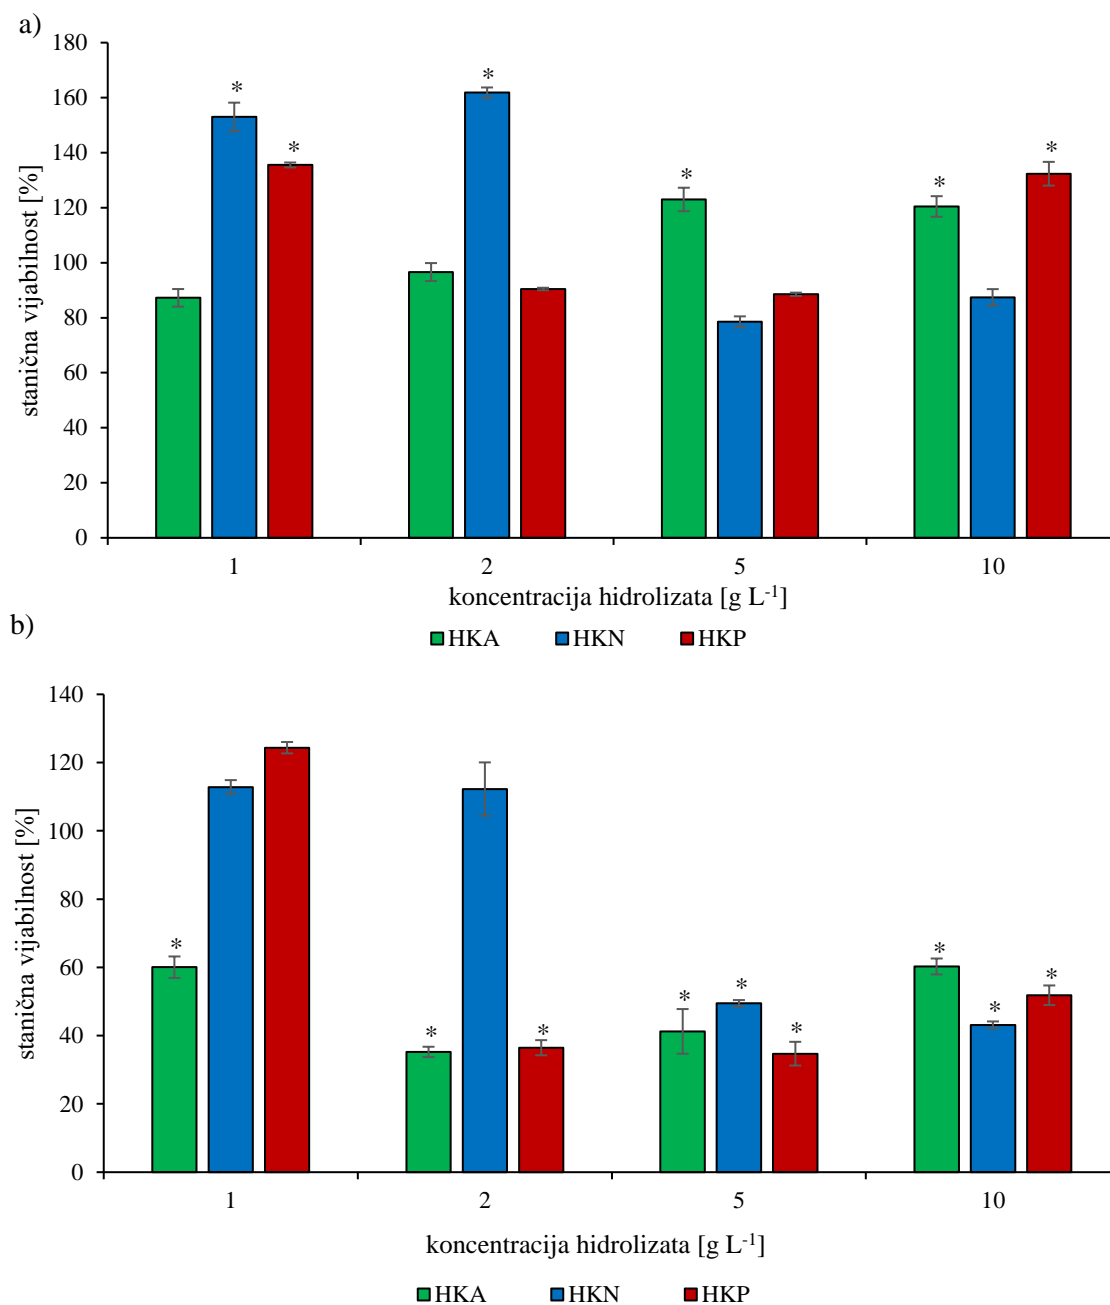 a)
180
160
140
120
100
80
60
40
20
0
stanična vijabilnost [%]
* * * * * *
1 2 5 10
koncentracija hidrolizata [g L⁻¹]
HKA HKN HKP
b)
140
120
100
80
60
40
20
0
stanična vijabilnost [%]
* * * * * * * * *
1 2 5 10
koncentracija hidrolizata [g L⁻¹]
HKA HKN HKP